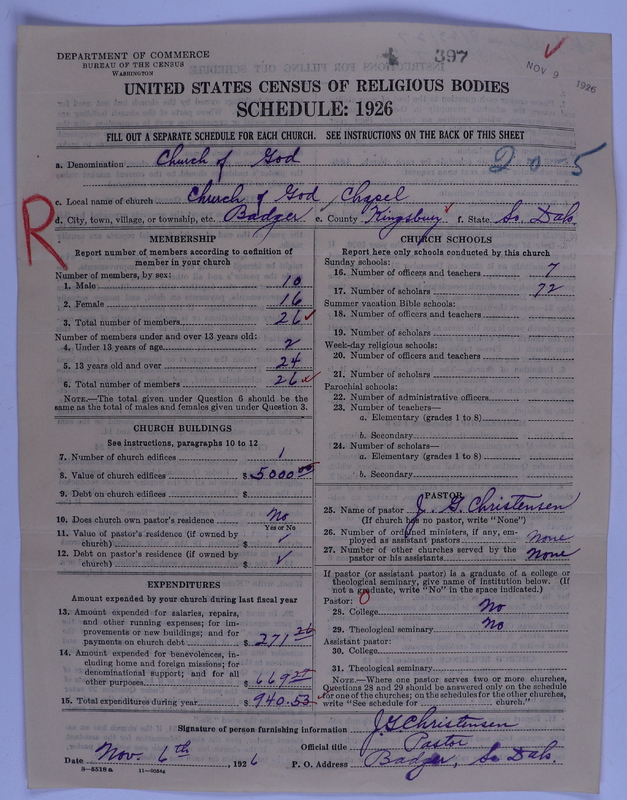 DEPARTMENT OF COMMERCE
BUREAU OF THE CENSUS
WASHINGTON
397
NOV 9 1926
UNITED STATES CENSUS OF RELIGIOUS BODIES
SCHEDULE: 1926
FILL OUT A SEPARATE SCHEDULE FOR EACH CHURCH. SEE INSTRUCTIONS ON THE BACK OF THIS SHEET
a. Denomination Church of God
205
c. Local name of church Church of God Chapel
d. City, town, village, or township, etc. Badger e. County Kingsbury f. State So. Dak.
R
MEMBERSHIP
Report number of members according to definition of
member in your church
Number of members, by sex:
1. Male 10
2. Female 16
3. Total number of members 26
Number of members under and over 13 years old:
4. Under 13 years of age 2
5. 13 years old and over 24
6. Total number of members 26
NOTE.—The total given under Question 6 should be the
same as the total of males and females given under Question 3.
CHURCH BUILDINGS
See instructions, paragraphs 10 to 12
7. Number of church edifices 1
8. Value of church edifices $ 5000 00
9. Debt on church edifices $
10. Does church own pastor's residence No
Yes or No
11. Value of pastor's residence (if owned by
church) $
12. Debt on pastor's residence (if owned by
church) $
EXPENDITURES
Amount expended by your church during last fiscal year
13. Amount expended for salaries, repairs,
and other running expenses; for im-
provements or new buildings; and for
payments on church debt $ 271 26
14. Amount expended for benevolences, in-
cluding home and foreign missions; for
denominational support; and for all
other purposes $ 669 27
15. Total expenditures during year $ 940.53
CHURCH SCHOOLS
Report here only schools conducted by this church
Sunday schools:
16. Number of officers and teachers 7
17. Number of scholars 72
Summer vacation Bible schools:
18. Number of officers and teachers
19. Number of scholars
Week-day religious schools:
20. Number of officers and teachers
21. Number of scholars
Parochial schools:
22. Number of administrative officers
23. Number of teachers—
a. Elementary (grades 1 to 8)
b. Secondary
24. Number of scholars—
a. Elementary (grades 1 to 8)
b. Secondary
PASTOR
25. Name of pastor J. G. Christensen
(If church has no pastor, write "None")
26. Number of ordained ministers, if any, em-
ployed as assistant pastors None
27. Number of other churches served by the
pastor or his assistants None
If pastor (or assistant pastor) is a graduate of a college or
theological seminary, give name of institution below. (If
not a graduate, write "No" in the space indicated.)
Pastor:
28. College No
29. Theological seminary No
Assistant pastor:
30. College
31. Theological seminary
NOTE.—Where one pastor serves two or more churches,
Questions 28 and 29 should be answered only on the schedule
for one of the churches; on the schedules for the other churches,
write "See schedule for church."
Signature of person furnishing information J G Christensen
Official title Pastor
Date Nov. 6th, 1926 P. O. Address Badger, So Dak.
8-5518a 11-9084a